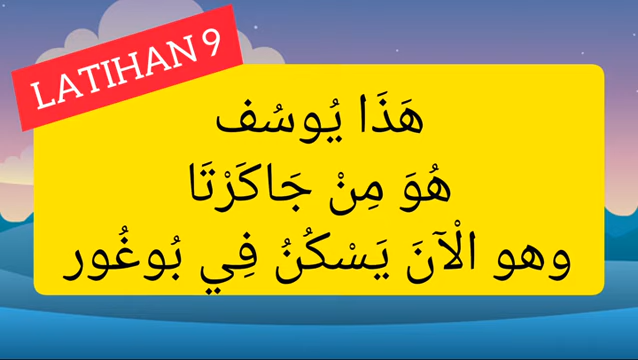 LATIHAN 9
هَذَا يُوسُف
هُوَ مِنْ جَاكَرْتَا
وهو الْآنَ يَسْكُنُ فِي بُوغُور